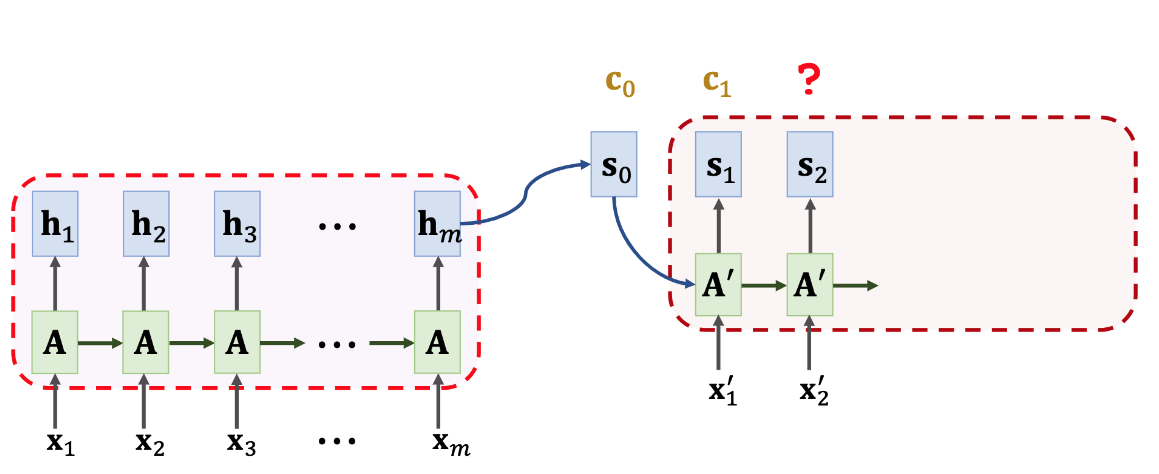 c₀ c₁ ?
s₀ s₁ s₂
h₁ h₂ h₃ ··· hₘ
A′ A′
A A A ··· A
x′₁ x′₂
x₁ x₂ x₃ ··· xₘ